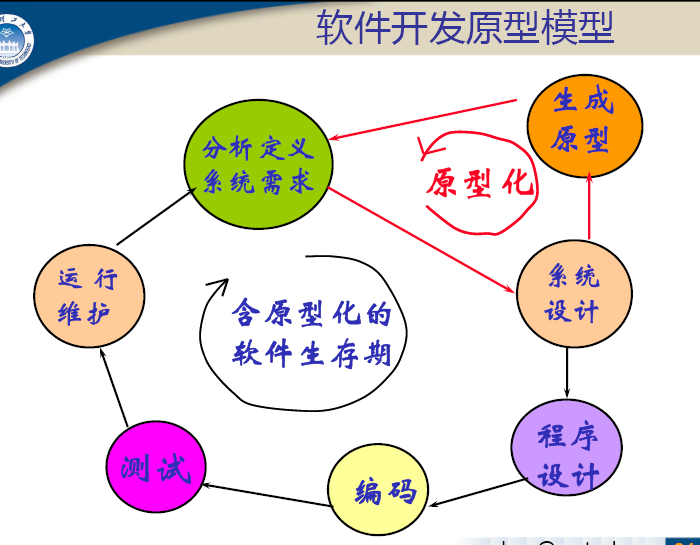 软件开发原型模型
生成
原型
分析定义
系统需求
原型化
运行
维护
系统
设计
含原型化的
软件生存期
程序
设计
测试
编码